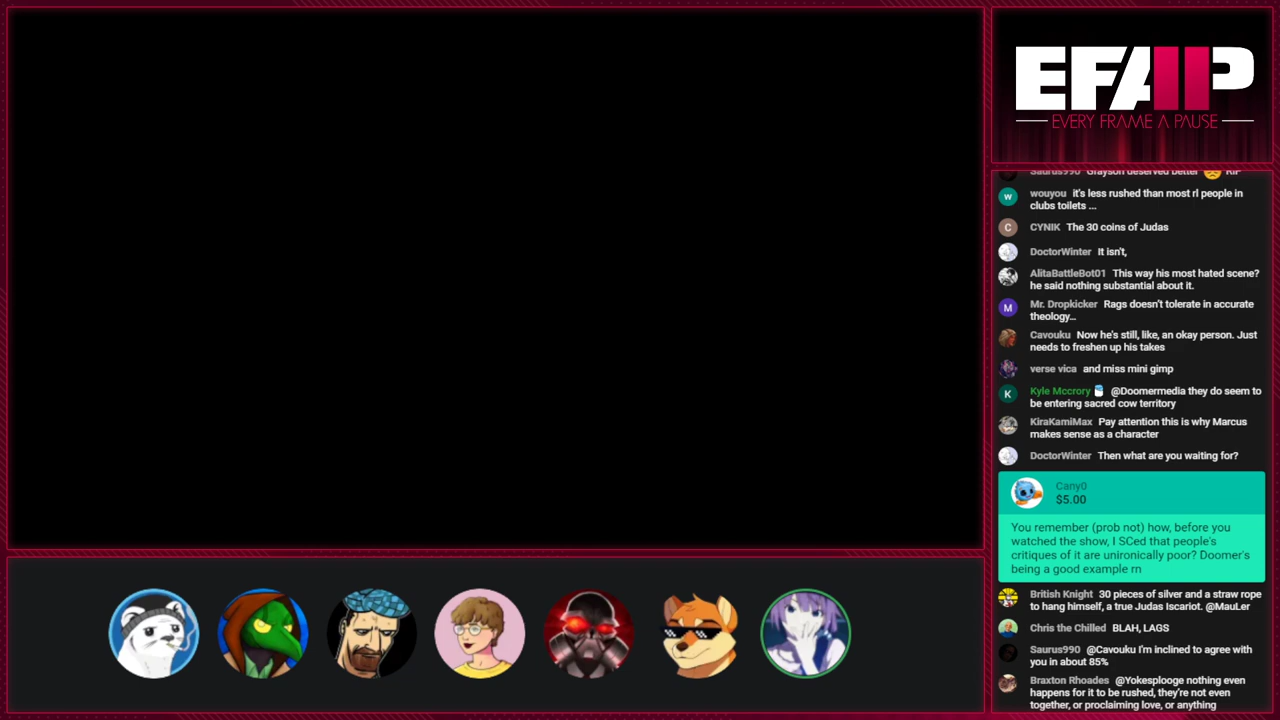 EFAP
EVERY FRAME A PAUSE
Saurus990 Grayson deserved better RIP
wouyou it's less rushed than most rl people in
clubs toilets ...
CYNIK The 30 coins of Judas
DoctorWinter It isn't,
AlitaBattleBot01 This way his most hated scene?
he said nothing substantial about it.
Mr. Dropkicker Rags doesn't tolerate in accurate
theology...
Cavouku Now he's still, like, an okay person. Just
needs to freshen up his takes
verse vica and miss mini gimp
Kyle Mccrory @Doomermedia they do seem to
be entering sacred cow territory
KiraKamiMax Pay attention this is why Marcus
makes sense as a character
DoctorWinter Then what are you waiting for?
Cany0
$5.00
You remember (prob not) how, before you
watched the show, I SCed that people's
critiques of it are unironically poor? Doomer's
being a good example rn
British Knight 30 pieces of silver and a straw rope
to hang himself, a true Judas Iscariot. @MauLer
Chris the Chilled BLAH, LAGS
Saurus990 @Cavouku I'm inclined to agree with
you in about 85%
Braxton Rhoades @Yokesplooge nothing even
happens for it to be rushed, they're not even
together, or proclaiming love, or anything